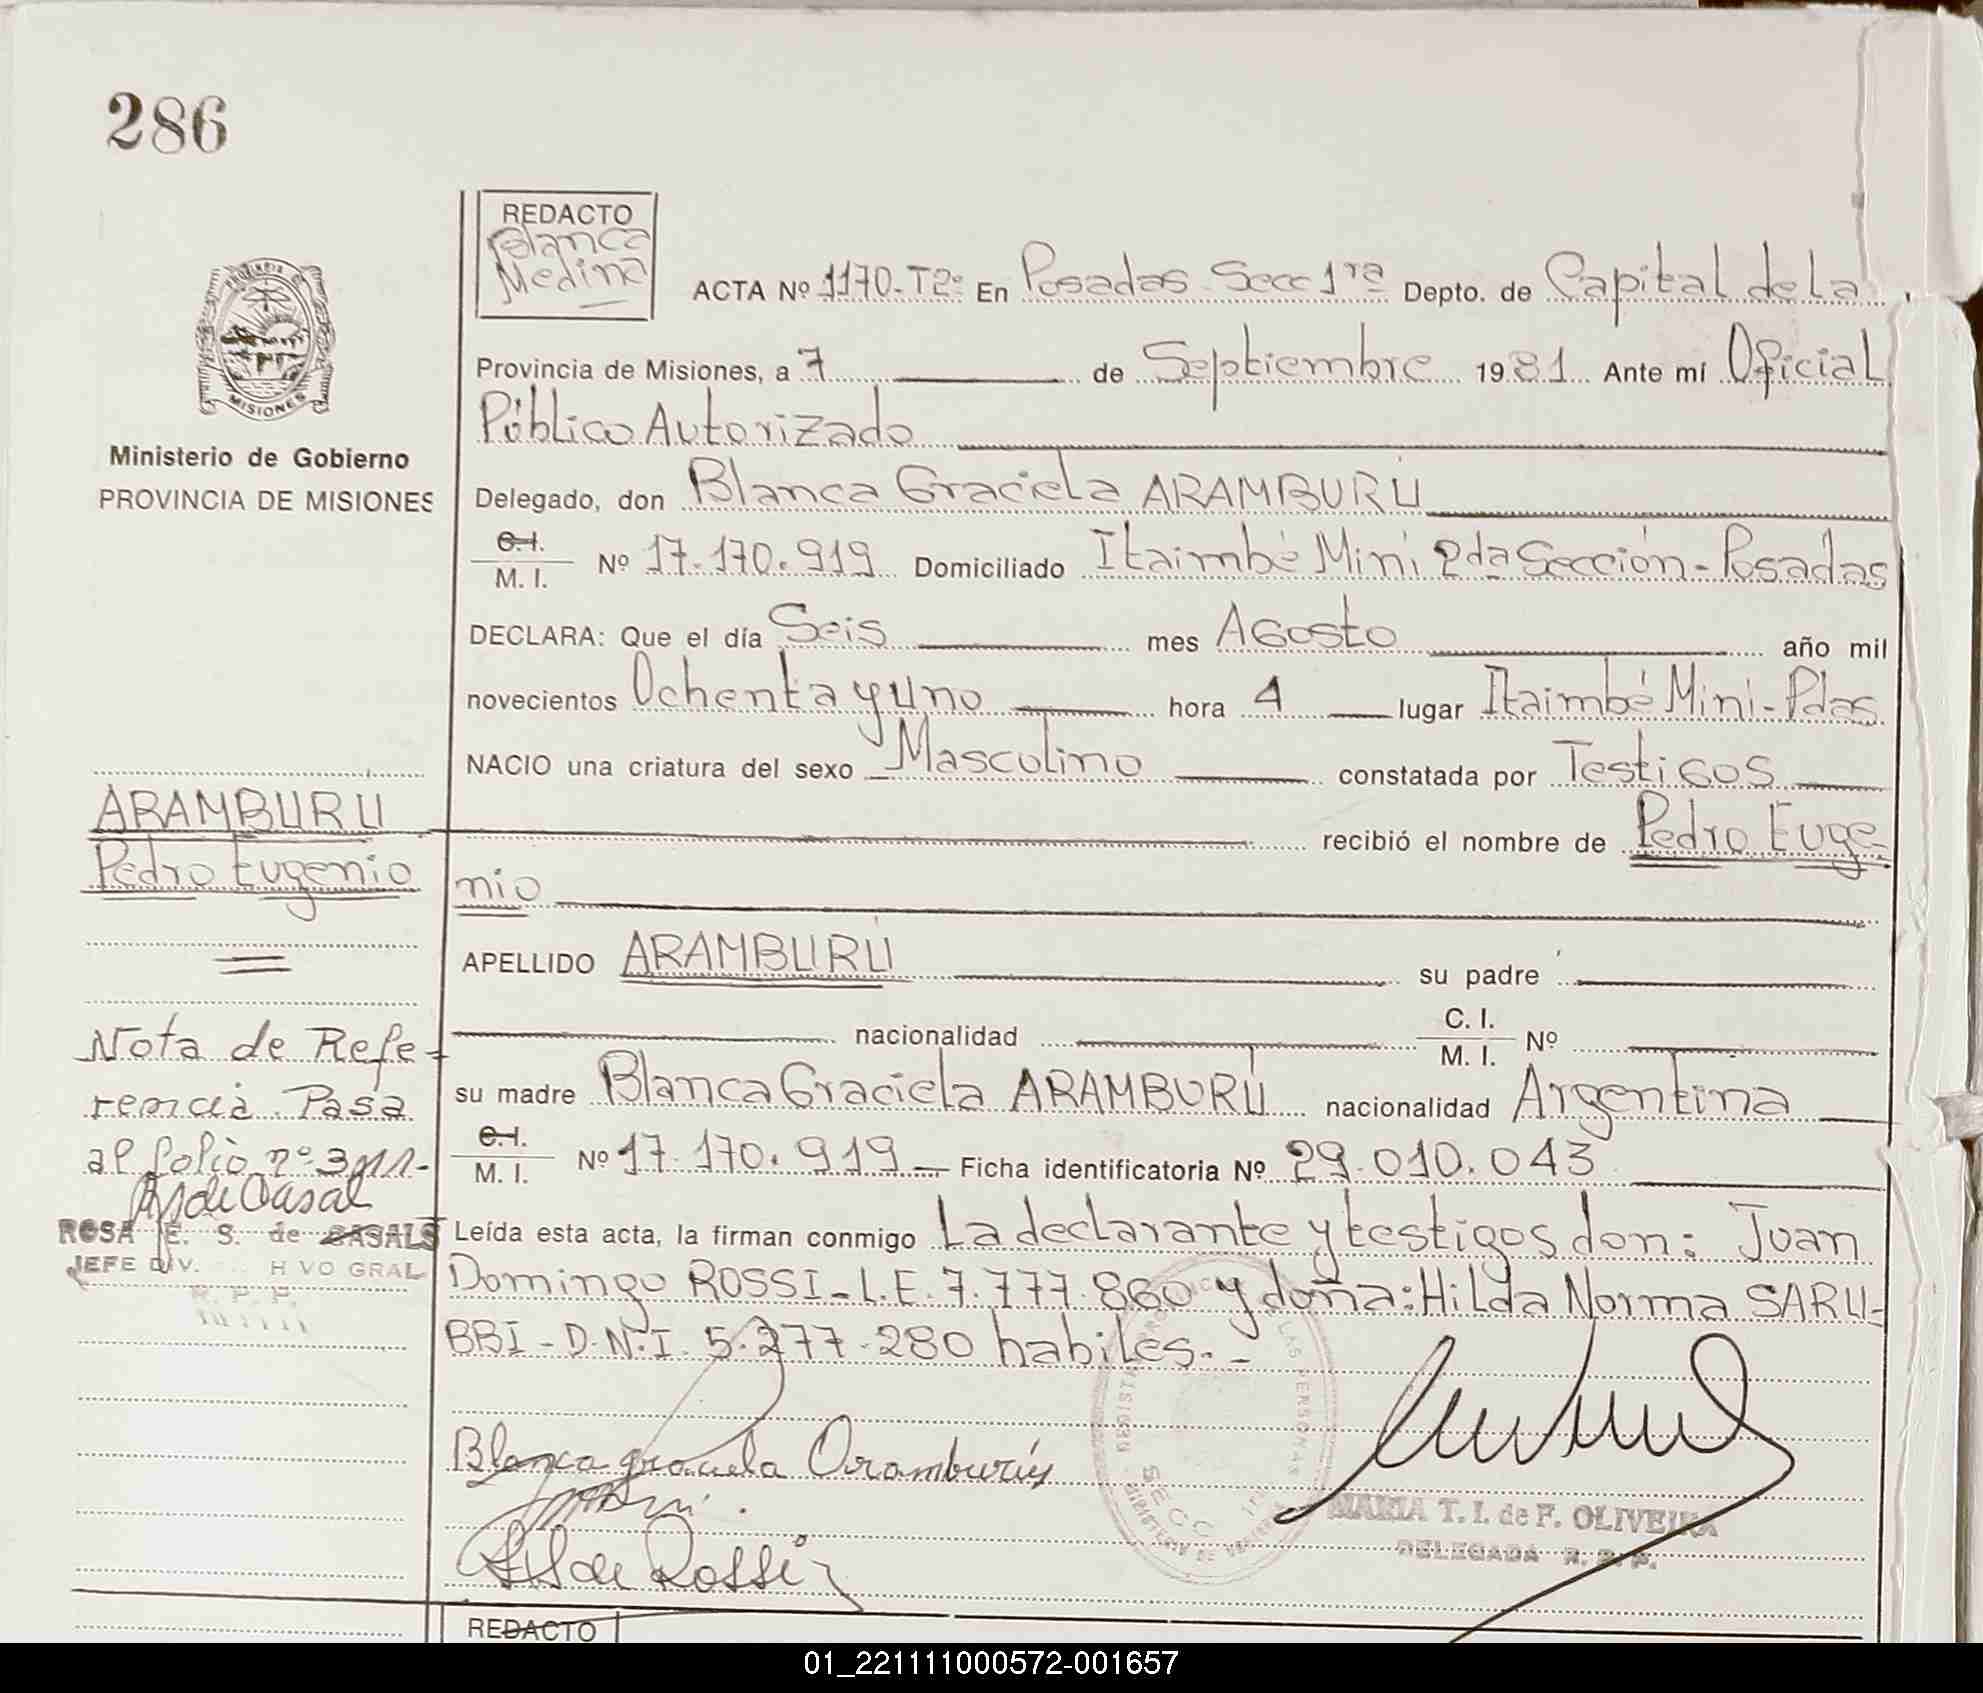 286
REDACTO
Blanca
Medina
ACTA Nº 1170-T2º En Posadas Secc 1ra Depto. de Capital de La
Provincia de Misiones, a 7 de Septiembre 1981 Ante mí Oficial
Público Autorizado
MISIONES
Ministerio de Gobierno
PROVINCIA DE MISIONES
Delegado, don Blanca Graciela ARAMBURÚ
C.I.
M. I. Nº 17.170.919 Domiciliado Itaimbé Miní 2da Sección-Posadas
DECLARA: Que el día Seis mes Agosto año mil
novecientos Ochenta y uno hora 4 lugar Itaimbé Miní-Pdas.
NACIO una criatura del sexo Masculino constatada por Testigos
ARAMBURU
recibió el nombre de Pedro Euge-
Pedro Eugenio
nio
APELLIDO ARAMBURÚ su padre
nacionalidad C. I.
M. I. Nº
Nota de Refe-
rencia. Pasa
al folio nº
su madre Blanca Graciela ARAMBURÚ nacionalidad Argentina
C.I.
M. I. Nº 17.170.919 Ficha identificatoria Nº 29.010.043
ROSA E. S. de CASALS
JEFE DIV. H VO GRAL
R. P. P.
Leída esta acta, la firman conmigo La declarante y testigos don: Juan
Domingo ROSSI-L.E.7.777.860 y doña: Hilda Norma SARU-
BBI-D.N.I. 5.277.280 habiles.-
Blanca graciela Aramburú
MARIA T. I. de F. OLIVEIRA
DELEGADA R. P. P.
SECC 1ra
REDACTO
01_221111000572-001657